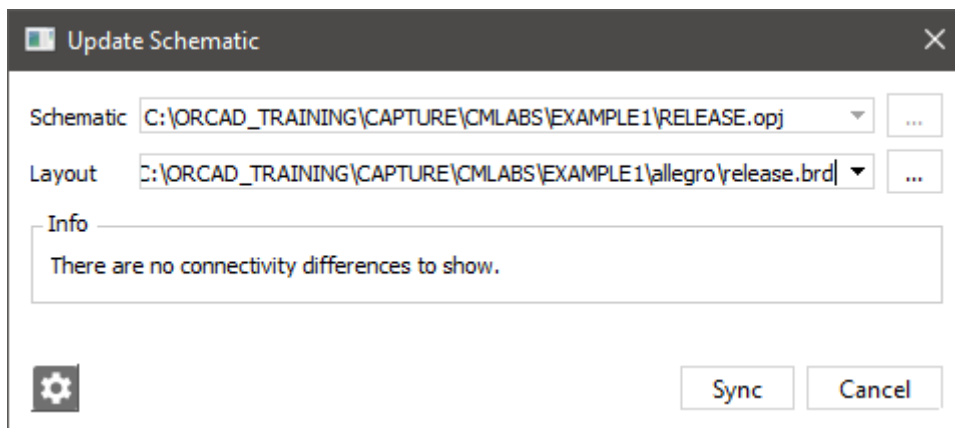 Update Schematic
Schematic C:\ORCAD_TRAINING\CAPTURE\CMLABS\EXAMPLE1\RELEASE.opj ...
Layout C:\ORCAD_TRAINING\CAPTURE\CMLABS\EXAMPLE1\allegro\release.brd ...
Info
There are no connectivity differences to show.
Sync Cancel